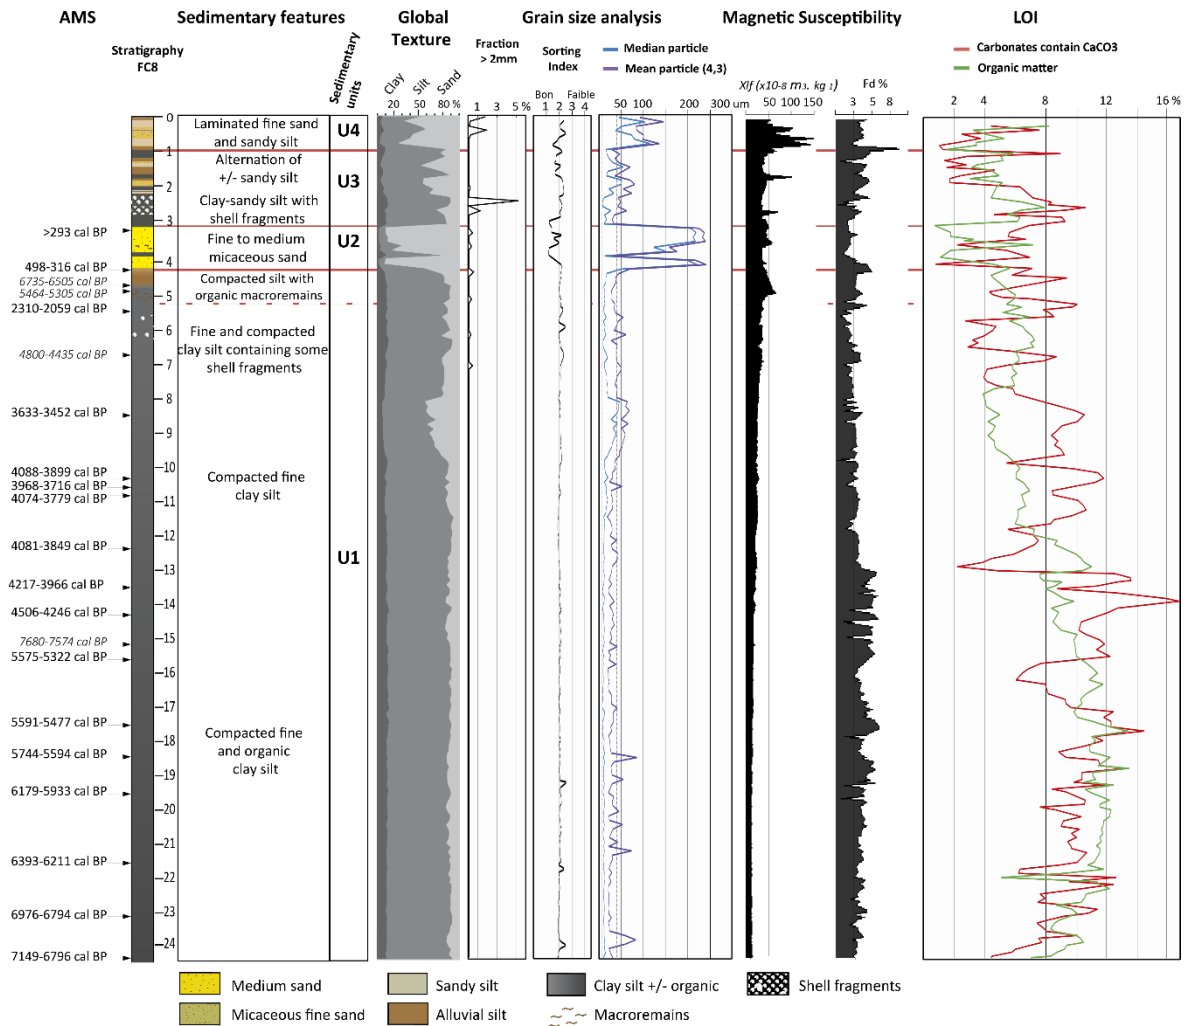 AMS
Sedimentary features
Global
Texture
Grain size analysis
Magnetic Susceptibility
LOI
Stratigraphy
FC8
Sedimentary
units
Clay
Silt
Sand
20 50 80 %
Fraction
> 2mm
1 3 5 %
Sorting
Index
Bon Faible
1 2 3 4
Median particle
Mean particle (4,3)
um 50 100 200 300
Xlf (x10-8 m3. kg 1)
50 100 150
Fd %
3 5 8
Carbonates contain CaCO3
Organic matter
2 4 8 12 16 %
0
Laminated fine sand
and sandy silt
U4
1
Alternation of
+/- sandy silt
U3
2
Clay-sandy silt with
shell fragments
3
>293 cal BP
Fine to medium
micaceous sand
U2
4
498-316 cal BP
6735-6505 cal BP
5464-5305 cal BP
Compacted silt with
organic macroremains
5
2310-2059 cal BP
6
Fine and compacted
clay silt containing some
shell fragments
4800-4435 cal BP
7
8
3633-3452 cal BP
9
10
4088-3899 cal BP
3968-3716 cal BP
4074-3779 cal BP
Compacted fine
clay silt
11
12
4081-3849 cal BP
U1
13
4217-3966 cal BP
14
4506-4246 cal BP
15
7680-7574 cal BP
5575-5322 cal BP
16
17
5591-5477 cal BP
Compacted fine
and organic
clay silt
18
5744-5594 cal BP
19
6179-5933 cal BP
20
21
6393-6211 cal BP
22
23
6976-6794 cal BP
24
7149-6796 cal BP
Medium sand
Sandy silt
Clay silt +/- organic
Shell fragments
Micaceous fine sand
Alluvial silt
Macroremains